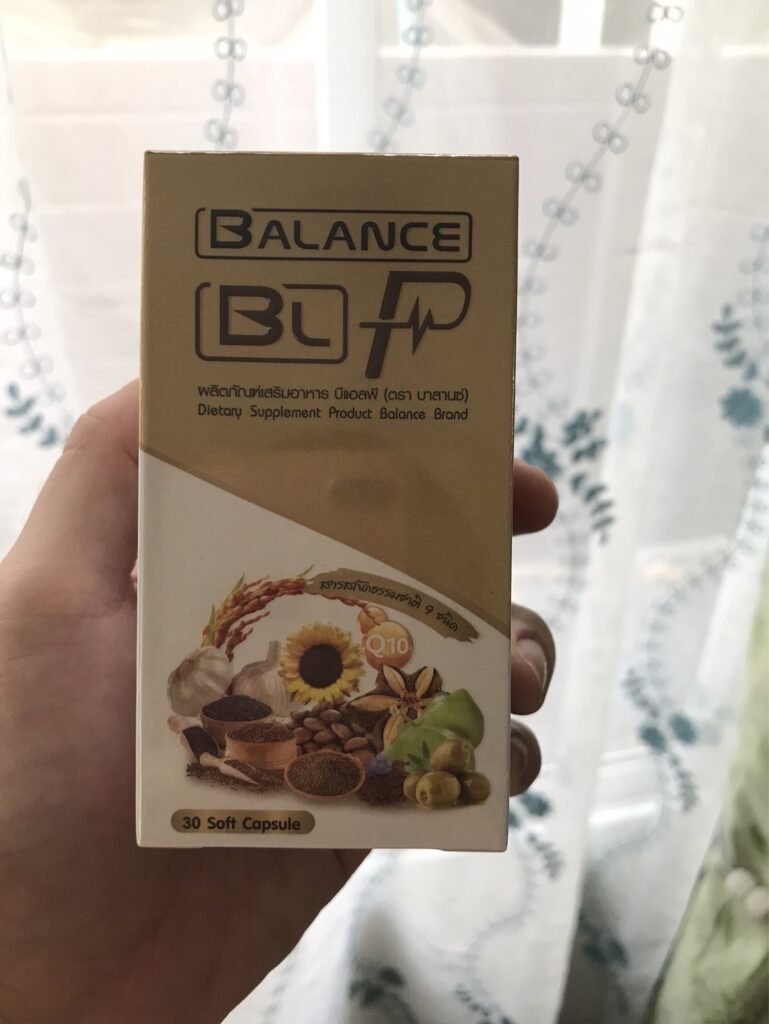 BALANCE
BL P
ผลิตภัณฑ์เสริมอาหาร บีแอลพี (ตรา บาลานซ์)
Dietary Supplement Product Balance Brand
สารสกัดธรรมชาติ 9 ชนิด
Q10
30 Soft Capsule